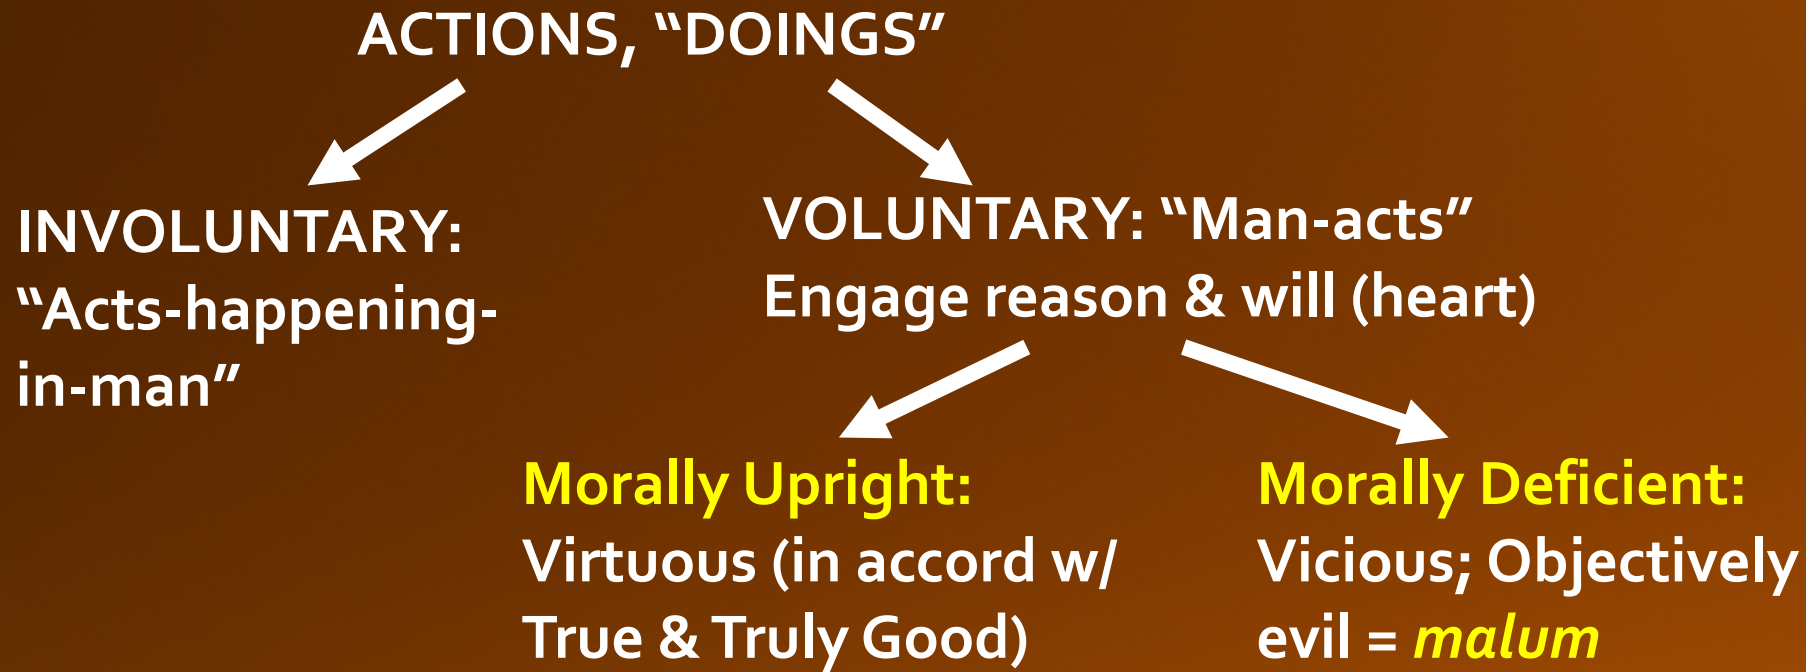 ACTIONS, “DOINGS”
INVOLUNTARY:
“Acts-happening-
in-man”
VOLUNTARY: “Man-acts”
Engage reason & will (heart)
Morally Upright:
Virtuous (in accord w/
True & Truly Good)
Morally Deficient:
Vicious; Objectively
evil = malum